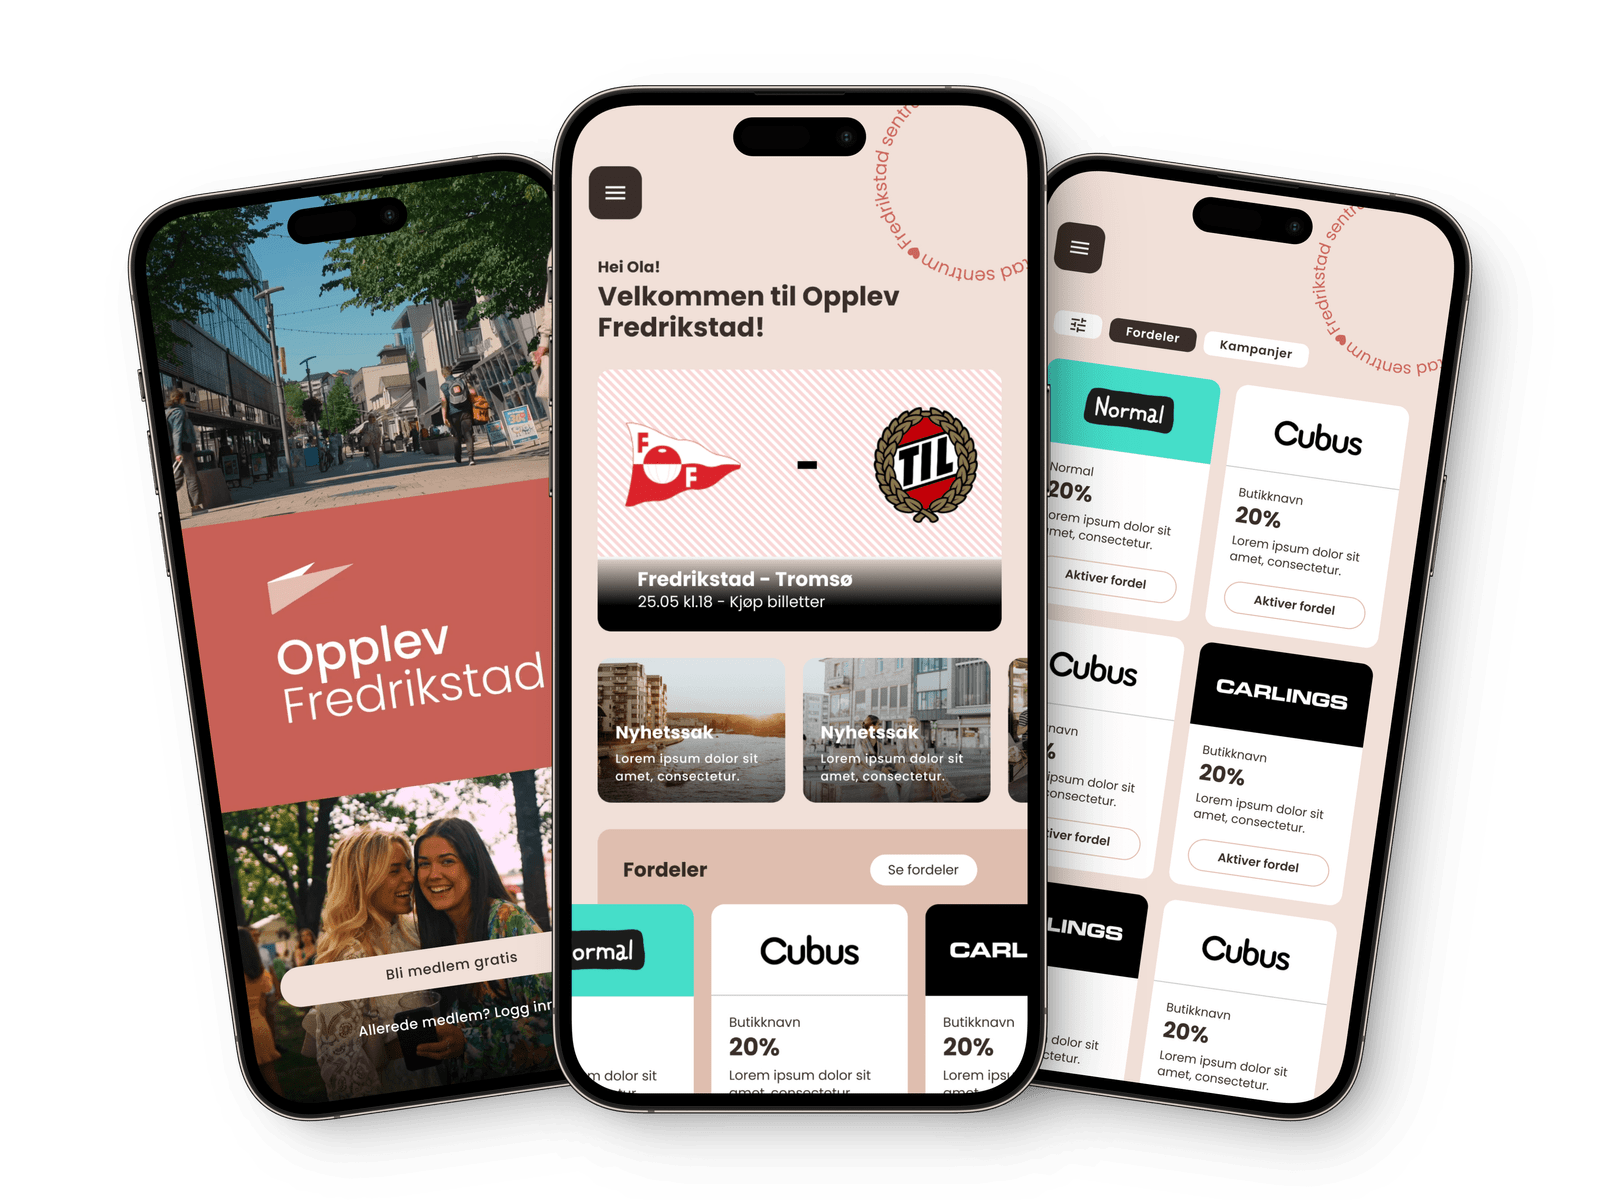 Opplev
Fredrikstad
Bli medlem gratis
Allerede medlem? Logg inn
Fredrikstad sentrum
Hei Ola!
Velkommen til Opplev
Fredrikstad!
F
F
-
TIL
Fredrikstad - Tromsø
25.05 kl.18 - Kjøp billetter
Nyhetssak
Lorem ipsum dolor sit
amet, consectetur.
Nyhetssak
Lorem ipsum dolor sit
amet, consectetur.
Fordeler
Se fordeler
ormal
m dolor sit
Cubus
Butikknavn
20%
Lorem ipsum dolor sit
amet, consectetur.
CARL
Butikknavn
20%
Lorem ipsu
Fredrikstad sentrum
Fordeler
Kampanjer
Normal
Normal
20%
orem ipsum dolor sit
amet, consectetur.
Aktiver fordel
Cubus
Butikknavn
20%
Lorem ipsum dolor sit
amet, consectetur.
Aktiver fordel
Cubus
navn
%
um dolor sit
onsectetur.
tiver fordel
CARLINGS
Butikknavn
20%
Lorem ipsum dolor sit
amet, consectetur.
Aktiver fordel
LINGS
dolor sit
ctetur.
Cubus
Butikknavn
20%
Lorem ipsum dolor sit
amet, consectetur.